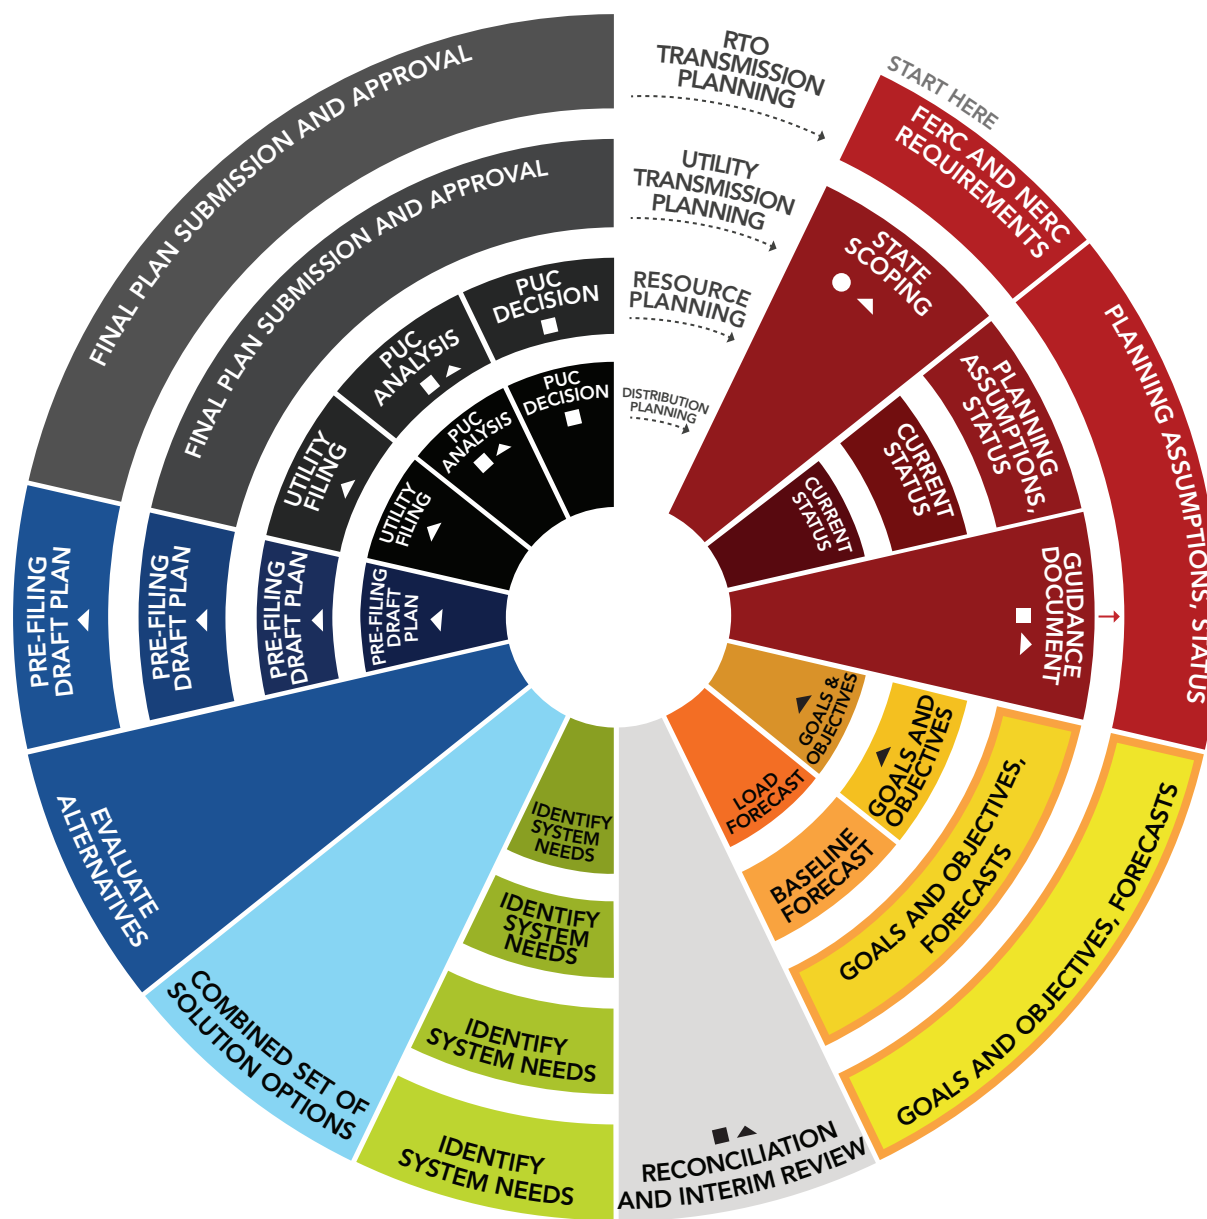 START HERE
RTO
TRANSMISSION
PLANNING
UTILITY
TRANSMISSION
PLANNING
RESOURCE
PLANNING
DISTRIBUTION
PLANNING
FERC AND NERC
REQUIREMENTS
STATE
SCOPING
PLANNING ASSUMPTIONS, STATUS
PLANNING
ASSUMPTIONS,
STATUS
CURRENT
STATUS
CURRENT
STATUS
GUIDANCE
DOCUMENT
GOALS &
OBJECTIVES
GOALS AND
OBJECTIVES
GOALS AND OBJECTIVES,
FORECASTS
GOALS AND OBJECTIVES, FORECASTS
LOAD
FORECAST
BASELINE
FORECAST
RECONCILIATION
AND INTERIM REVIEW
IDENTIFY
SYSTEM
NEEDS
IDENTIFY
SYSTEM
NEEDS
IDENTIFY
SYSTEM NEEDS
IDENTIFY
SYSTEM NEEDS
COMBINED SET OF
SOLUTION OPTIONS
EVALUATE
ALTERNATIVES
PRE-FILING
DRAFT PLAN
PRE-FILING
DRAFT PLAN
PRE-FILING
DRAFT PLAN
PRE-FILING
DRAFT
PLAN
FINAL PLAN SUBMISSION AND APPROVAL
FINAL PLAN SUBMISSION AND APPROVAL
UTILITY
FILING
PUC
ANALYSIS
PUC
DECISION
UTILITY
FILING
PUC
ANALYSIS
PUC
DECISION